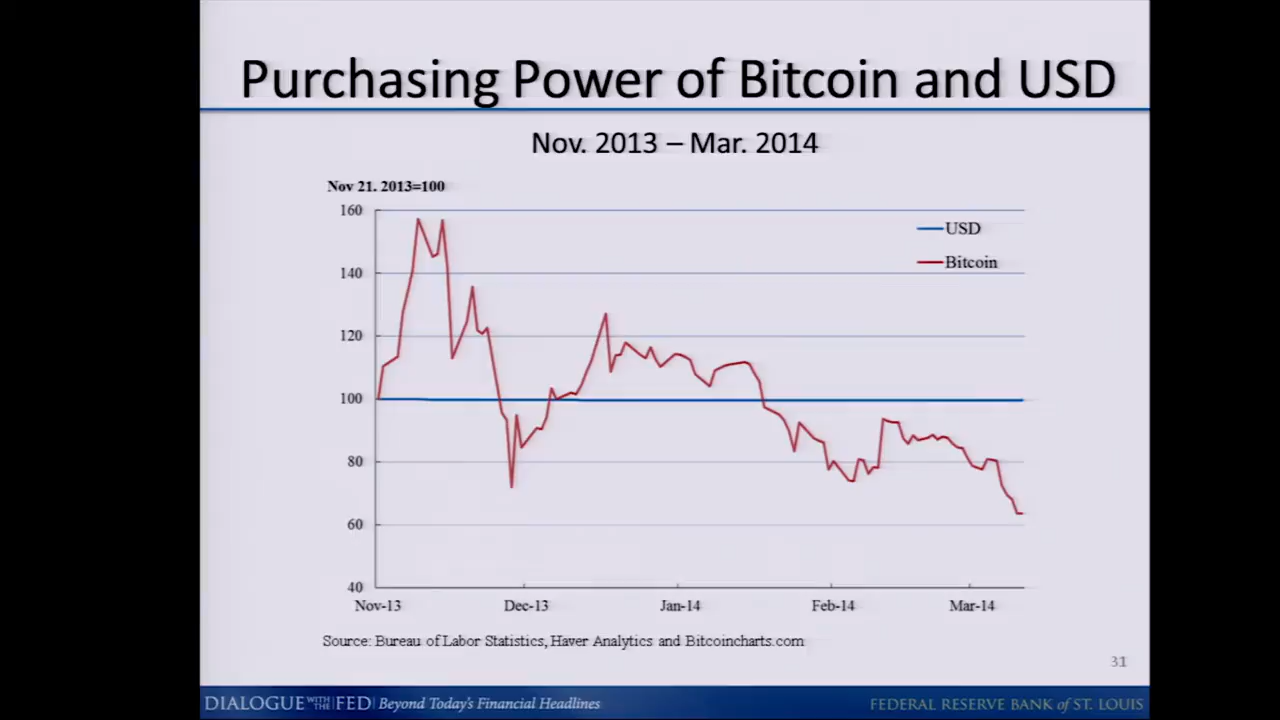 Purchasing Power of Bitcoin and USD
Nov. 2013 – Mar. 2014
Nov 21. 2013=100
160
140
120
100
80
60
40
USD
Bitcoin
Nov-13 Dec-13 Jan-14 Feb-14 Mar-14
Source: Bureau of Labor Statistics, Haver Analytics and Bitcoincharts.com
31
DIALOGUE WITH THE FED Beyond Today's Financial Headlines
FEDERAL RESERVE BANK of ST. LOUIS